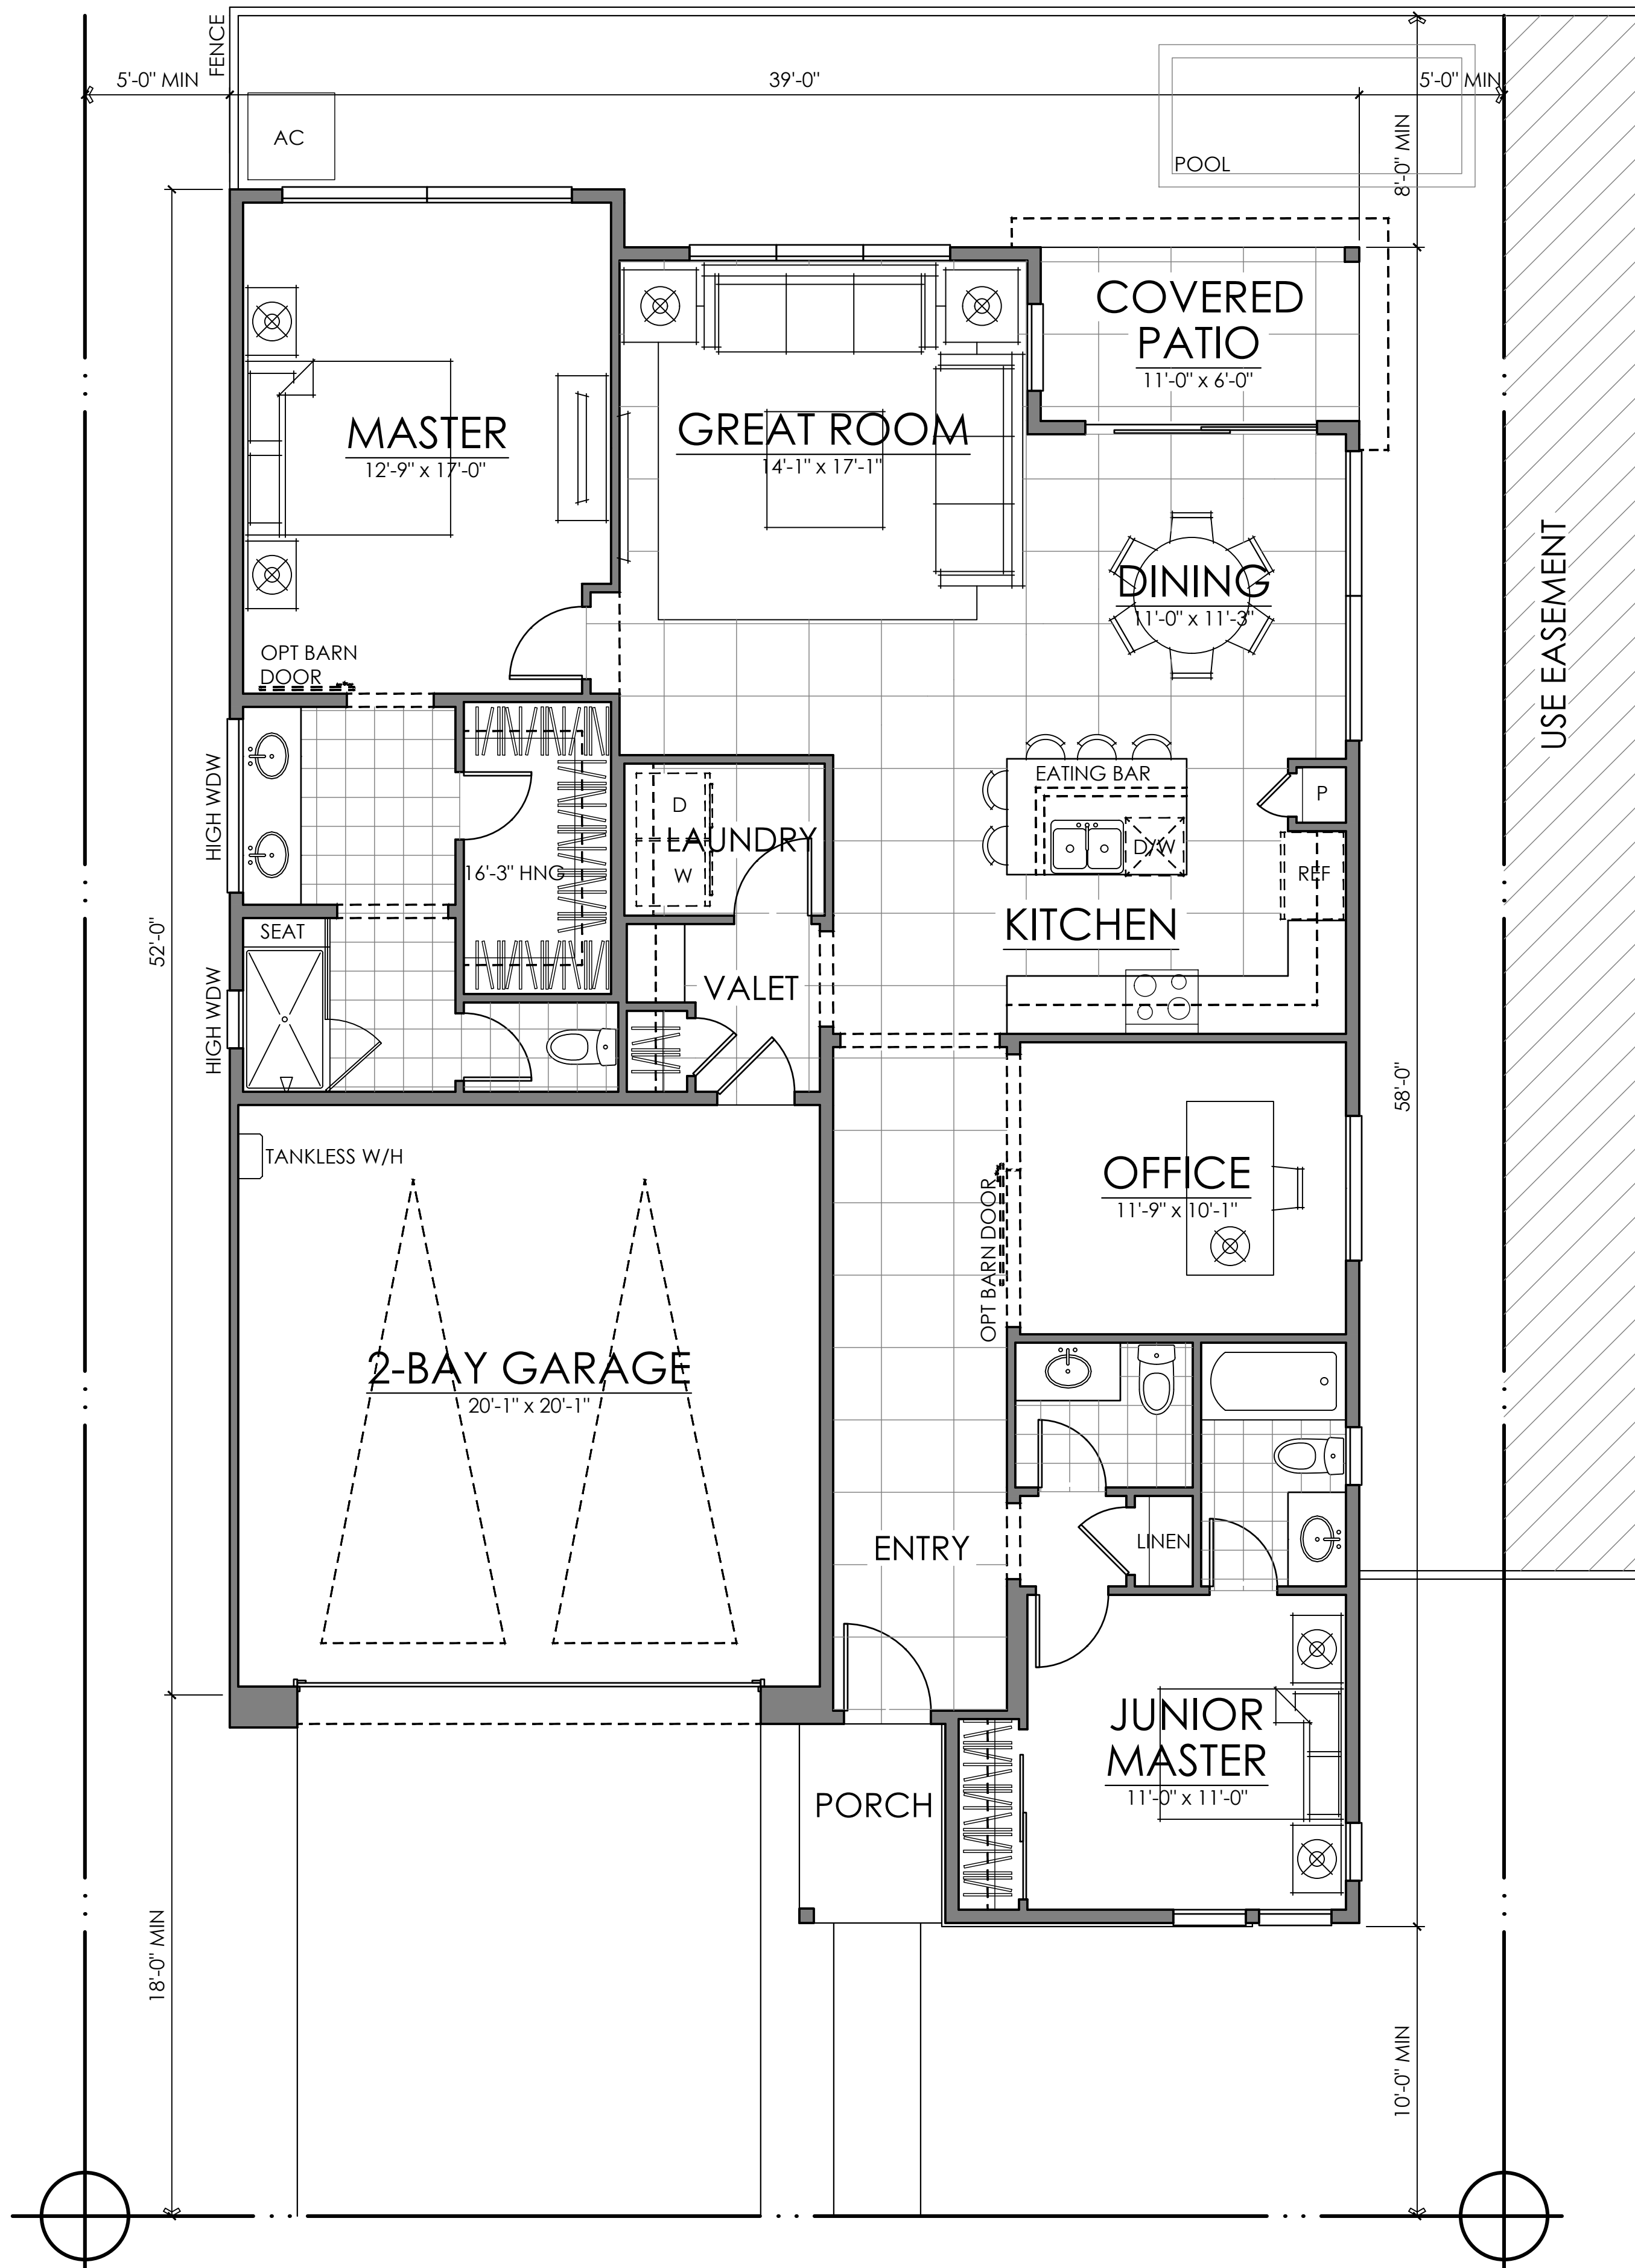 FENCE
5'-0" MIN
39'-0"
5'-0" MIN
AC
POOL
8'-0" MIN
COVERED
PATIO
11'-0" x 6'-0"
MASTER
12'-9" x 17'-0"
GREAT ROOM
14'-1" x 17'-1"
DINING
11'-0" x 11'-3"
USE EASEMENT
OPT BARN
DOOR
HIGH WDW
EATING BAR
P
D
LAUNDRY
W
D/W
REF
16'-3" HNG
KITCHEN
SEAT
52'-0"
VALET
HIGH WDW
58'-0"
TANKLESS W/H
OFFICE
11'-9" x 10'-1"
OPT BARN DOOR
2-BAY GARAGE
20'-1" x 20'-1"
ENTRY
LINEN
JUNIOR
MASTER
11'-0" x 11'-0"
PORCH
18'-0" MIN
10'-0" MIN